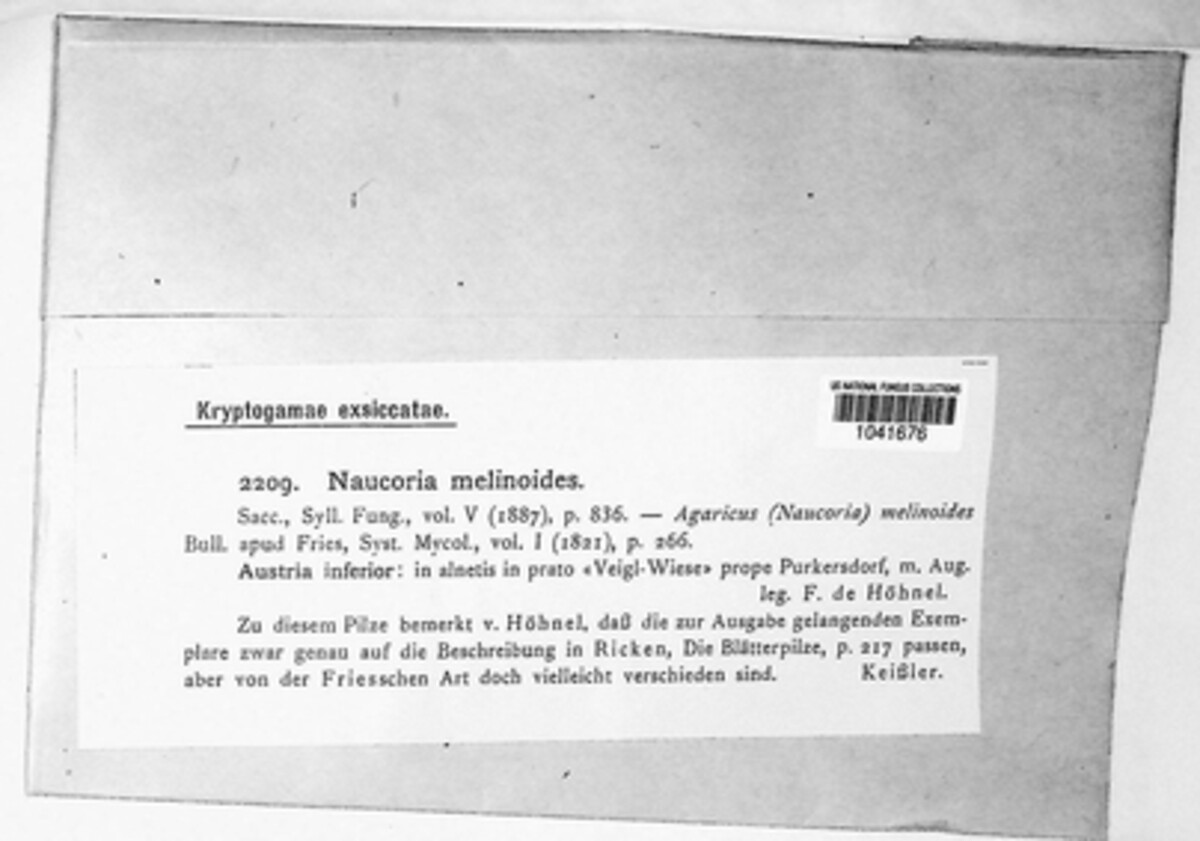 Kryptogamae exsiccatae.
US NATIONAL FUNGUS COLLECTIONS
1041676
2209. Naucoria melinoides.
Sacc., Syll. Fung., vol. V (1887), p. 836. — Agaricus (Naucoria) melinoides
Bull. apud Fries, Syst. Mycol., vol. I (1821), p. 266.
Austria inferior: in alnetis in prato «Veigl-Wiese» prope Purkersdorf, m. Aug.
leg. F. de Höhnel.
Zu diesem Pilze bemerkt v. Höhnel, daß die zur Ausgabe gelangenden Exem-
plare zwar genau auf die Beschreibung in Ricken, Die Blätterpilze, p. 217 passen,
aber von der Friesschen Art doch vielleicht verschieden sind. Keißler.